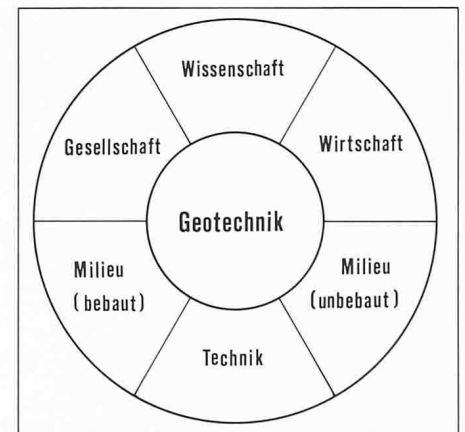 Wissenschaft
Gesellschaft
Wirtschaft
Geotechnik
Milieu
(bebaut)
Milieu
(unbebaut)
Technik